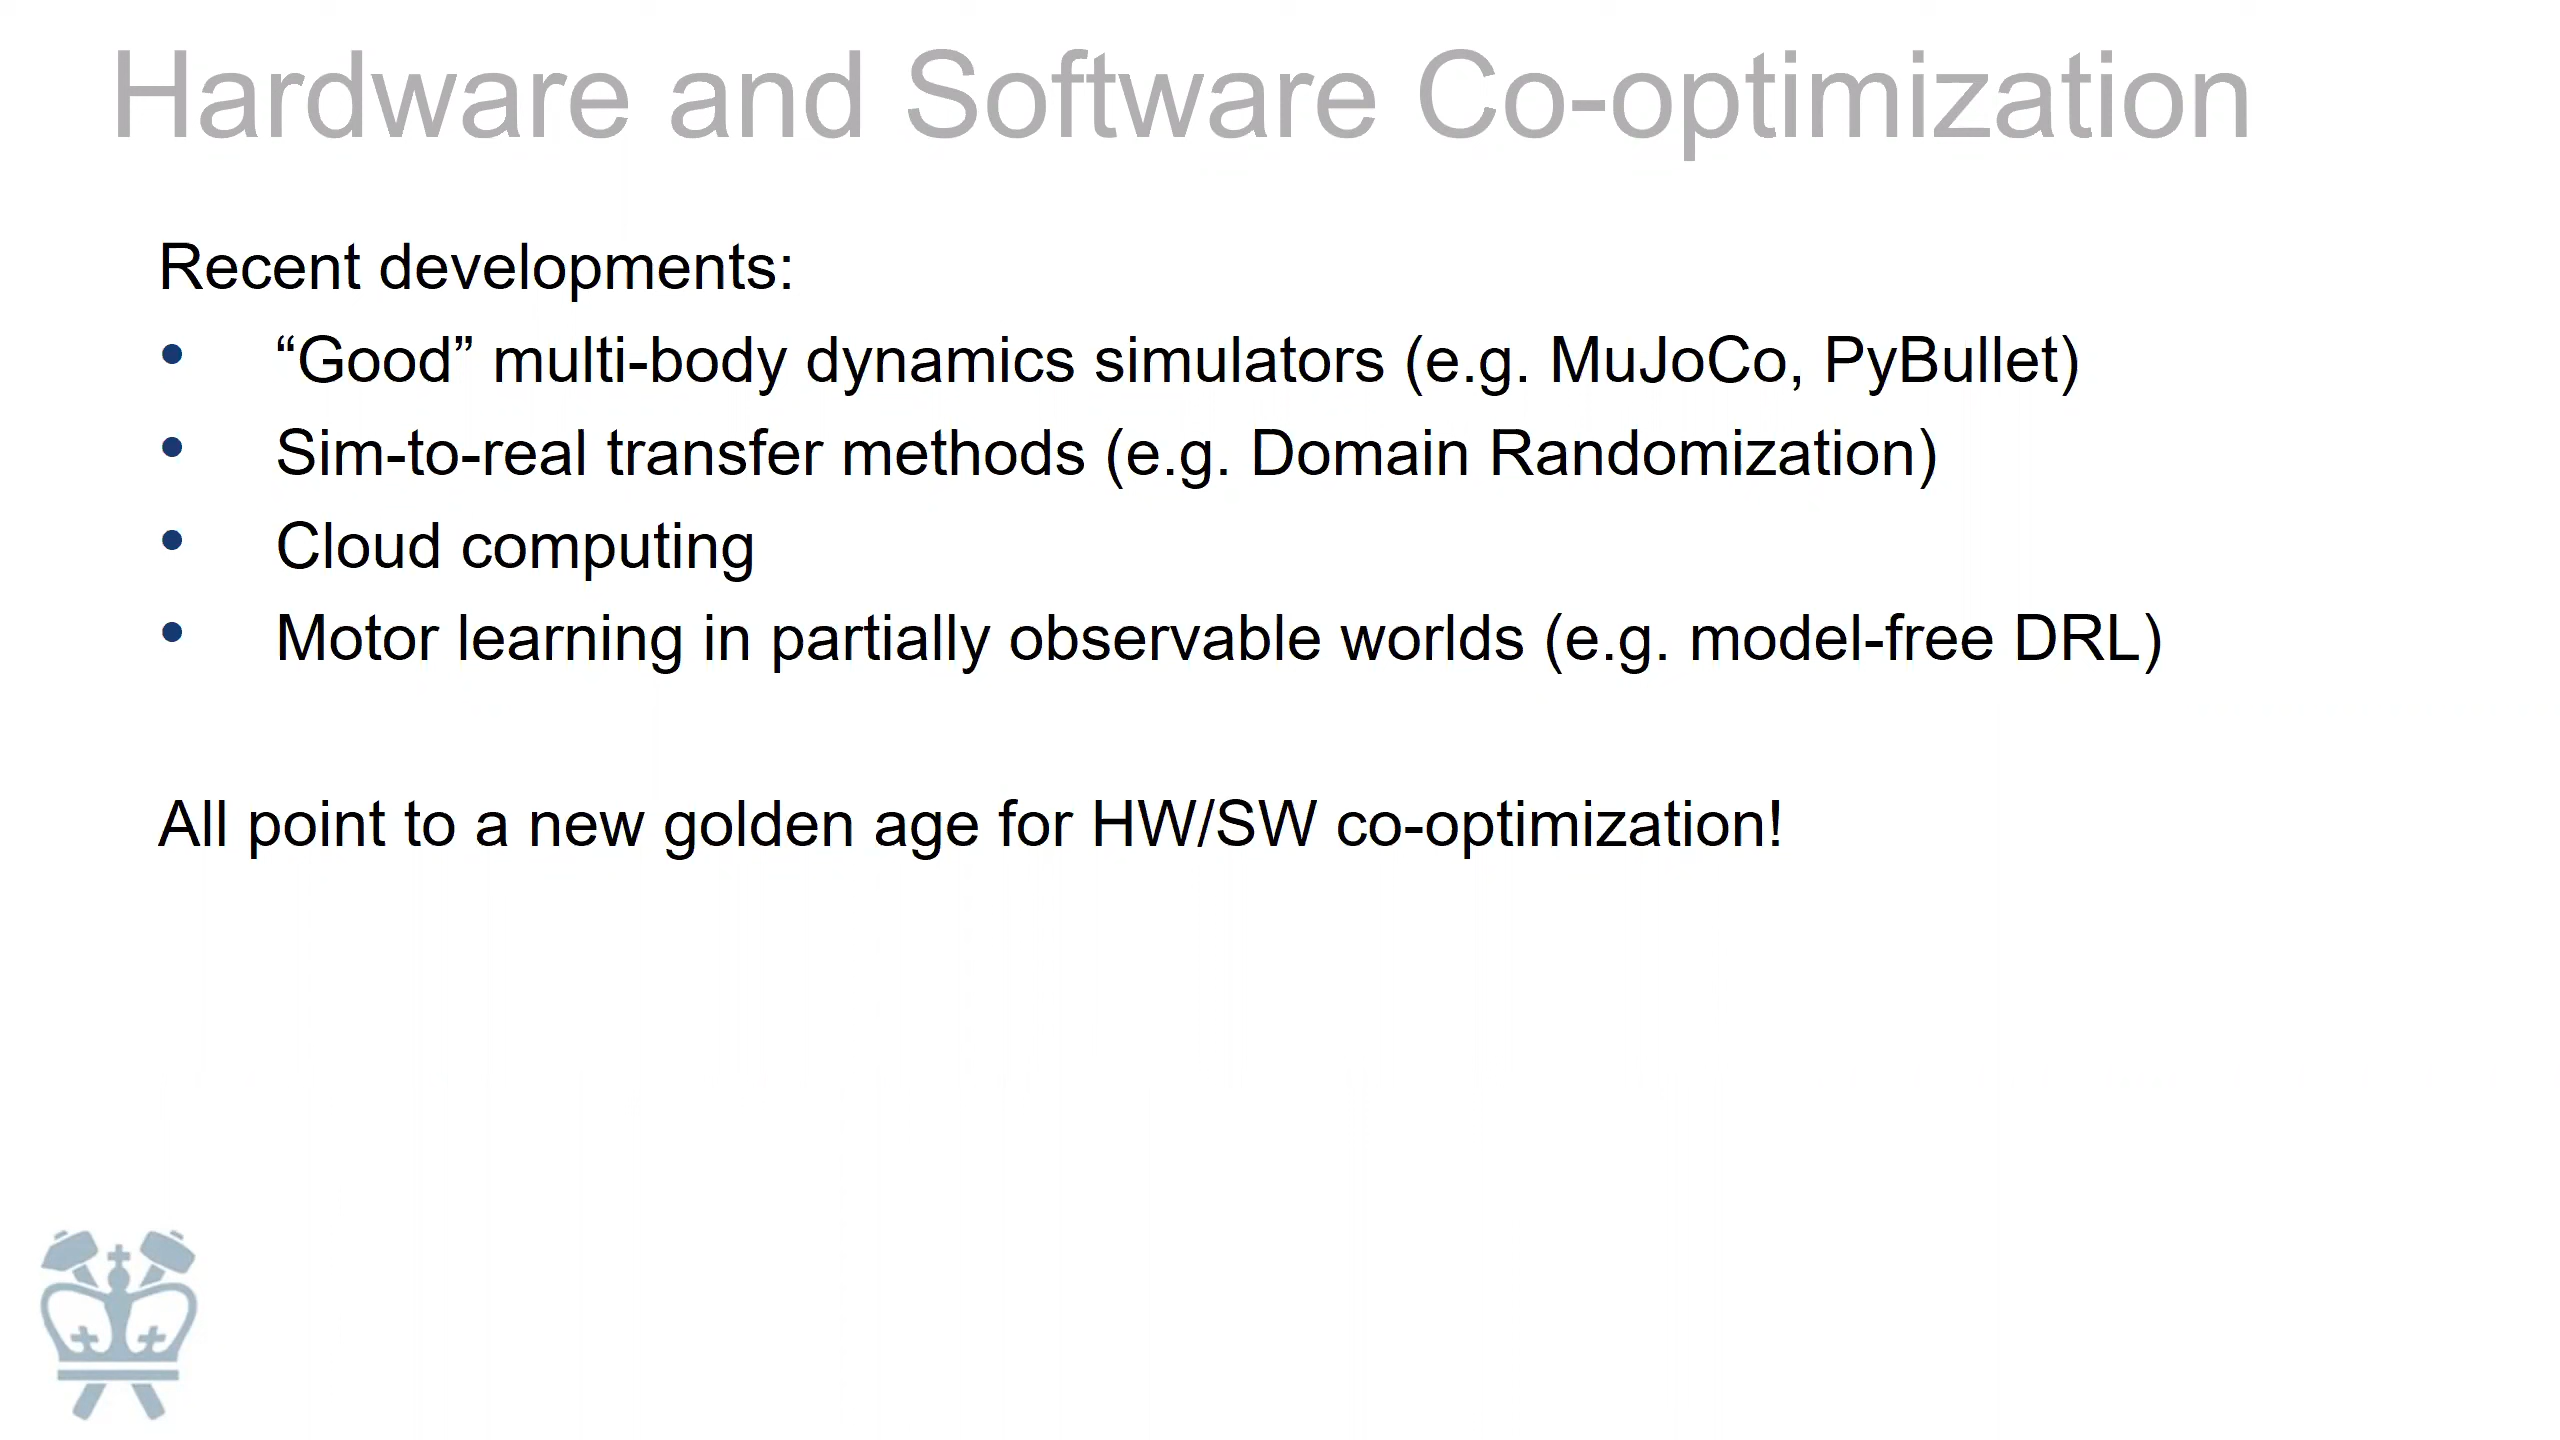 Hardware and Software Co-optimization
Recent developments:
• “Good” multi-body dynamics simulators (e.g. MuJoCo, PyBullet)
• Sim-to-real transfer methods (e.g. Domain Randomization)
• Cloud computing
• Motor learning in partially observable worlds (e.g. model-free DRL)
All point to a new golden age for HW/SW co-optimization!